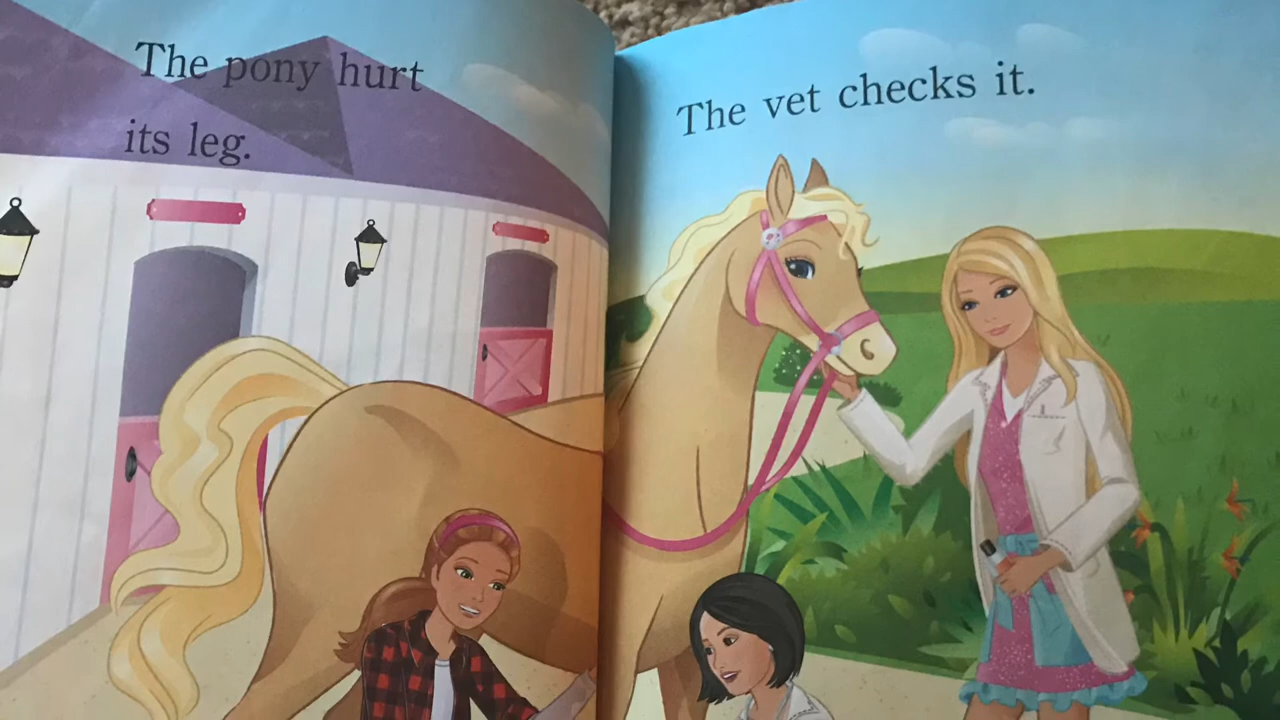 The pony hurt
its leg.
The vet checks it.